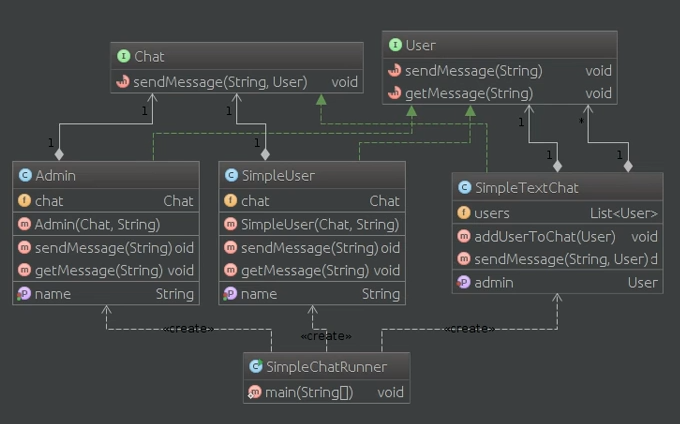 Chat
sendMessage(String, User) void
User
sendMessage(String) void
getMessage(String) void
1
1
1
*
1
1
1
1
Admin
chat Chat
Admin(Chat, String)
sendMessage(String) oid
getMessage(String) void
name String
SimpleUser
chat Chat
SimpleUser(Chat, String)
sendMessage(String) oid
getMessage(String) void
name String
SimpleTextChat
users List<User>
addUserToChat(User) void
sendMessage(String, User) d
admin User
«create»
«create»
«create»
SimpleChatRunner
main(String[]) void